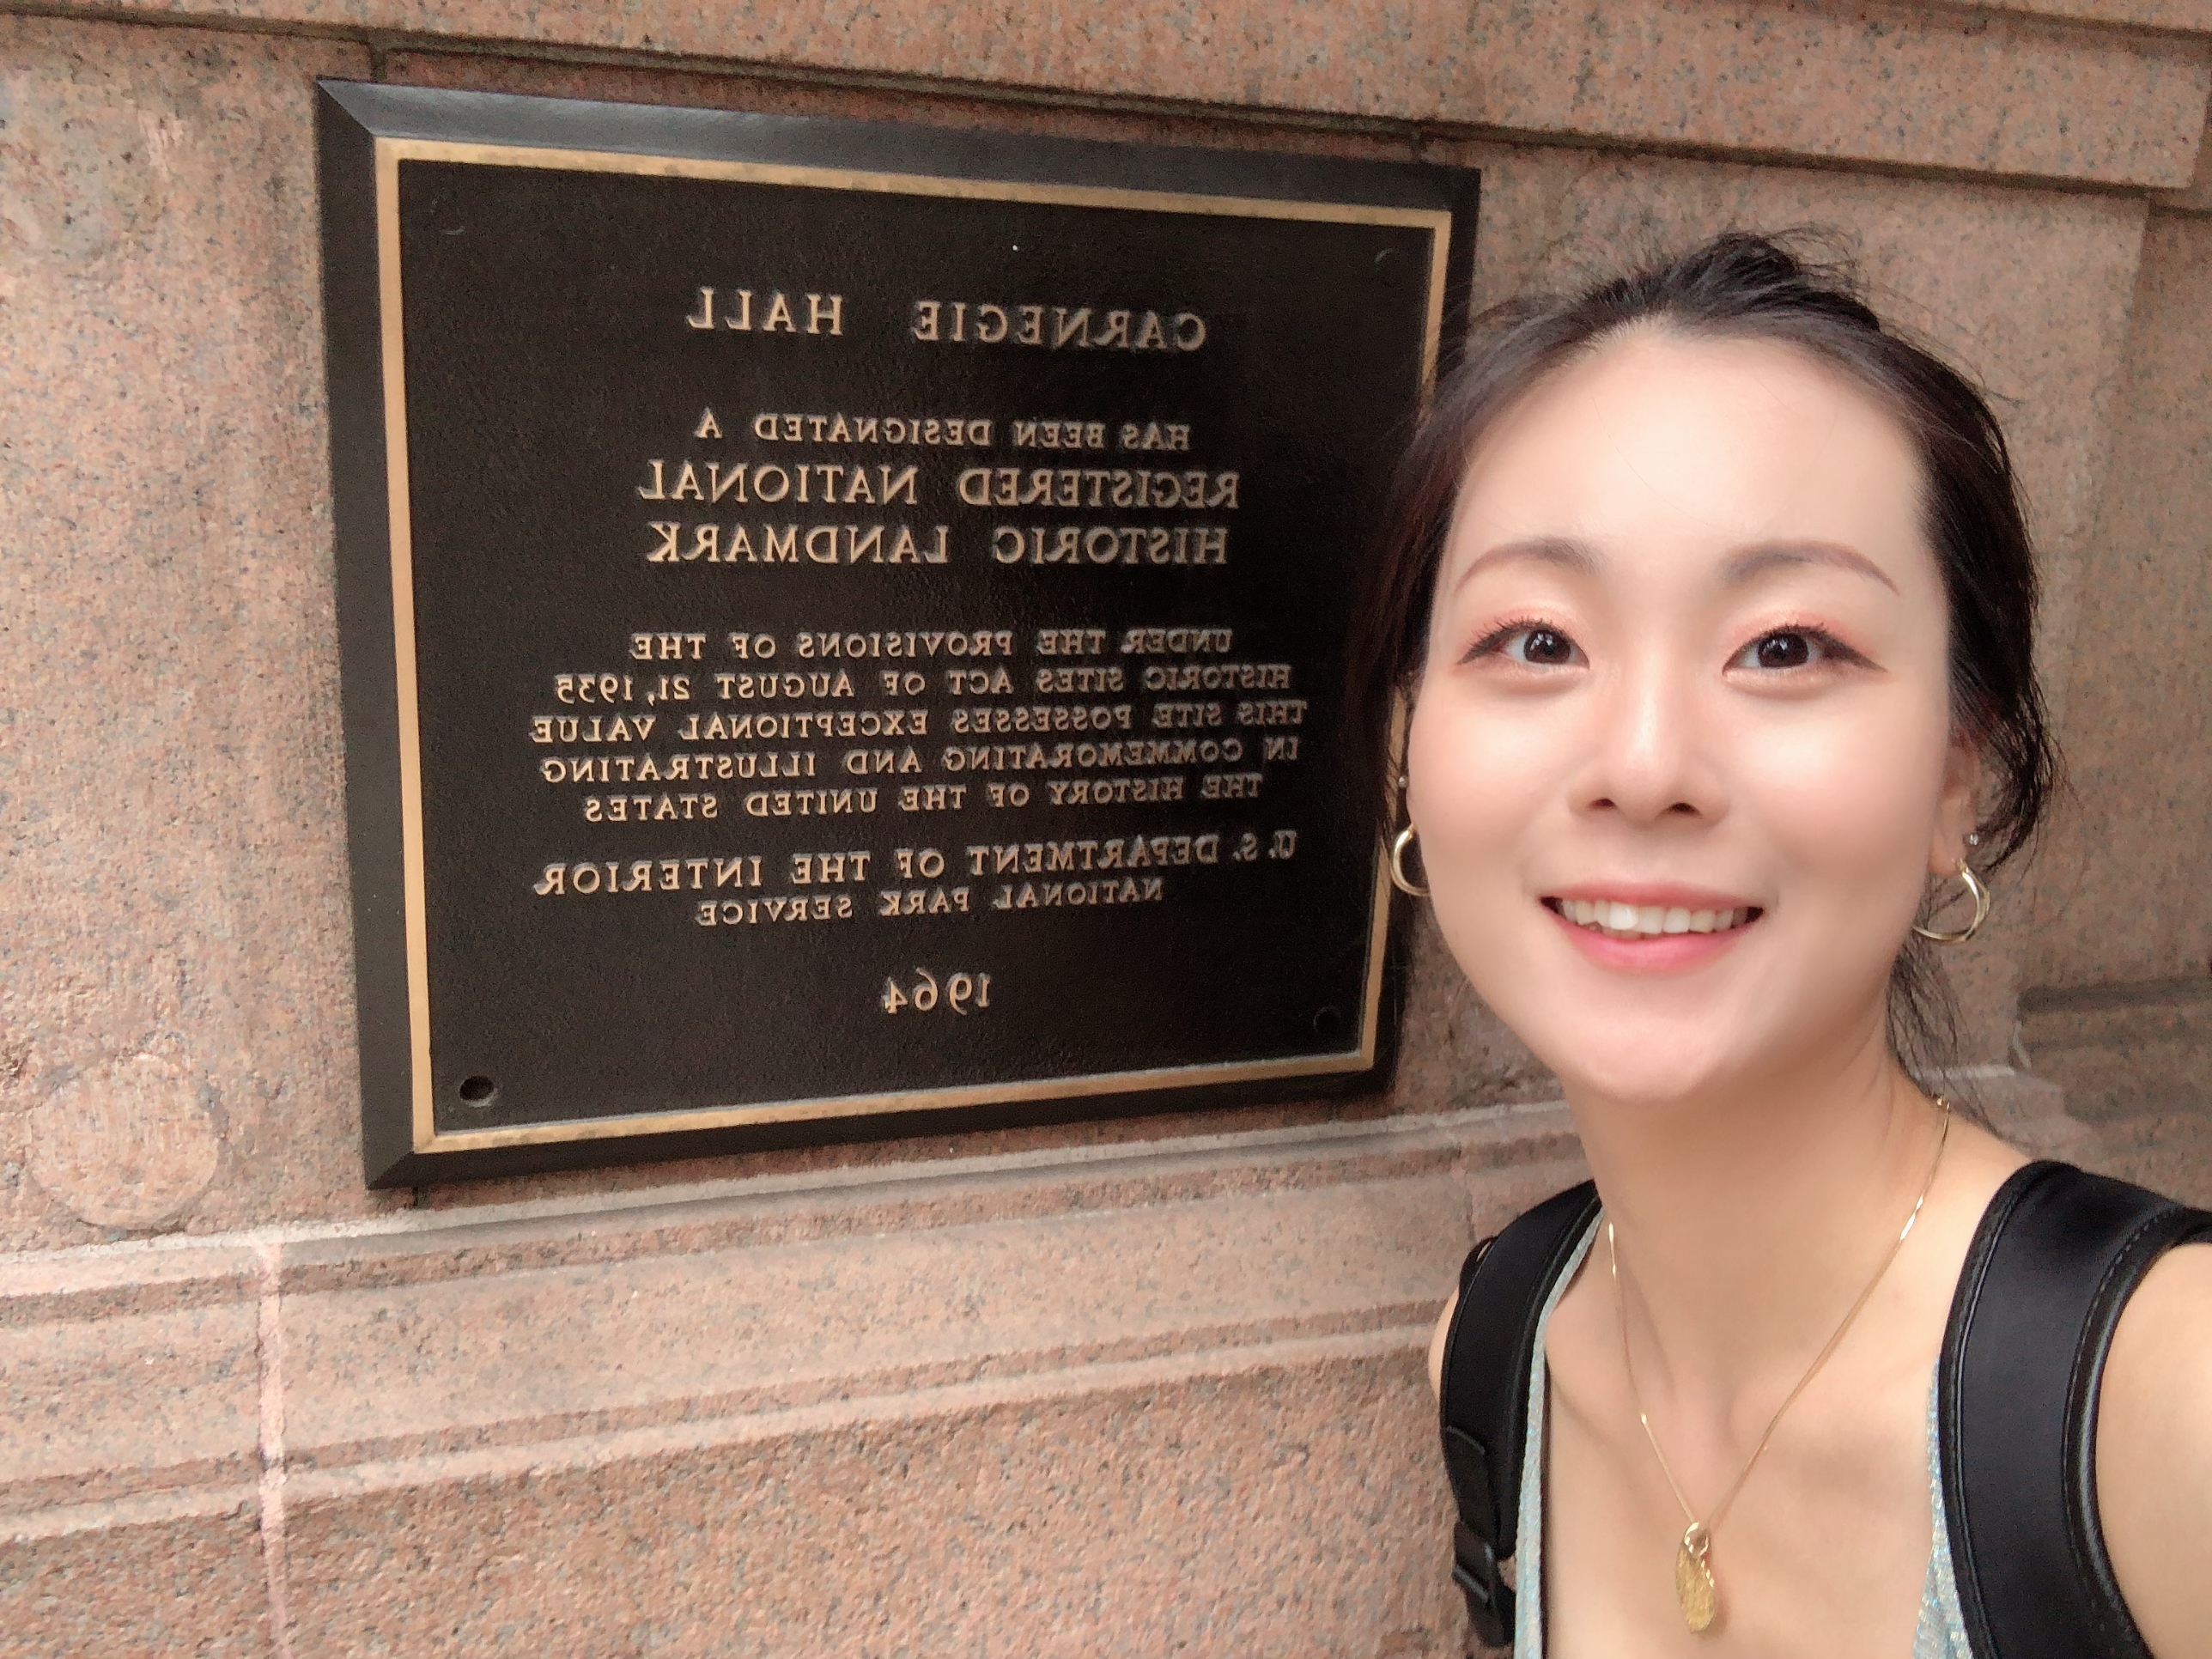 CARNEGIE HALL
HAS BEEN DESIGNATED A
REGISTERED NATIONAL
HISTORIC LANDMARK
UNDER THE PROVISIONS OF THE
HISTORIC SITES ACT OF AUGUST 21, 1935
THIS SITE POSSESSES EXCEPTIONAL VALUE
IN COMMEMORATING AND ILLUSTRATING
THE HISTORY OF THE UNITED STATES
U. S. DEPARTMENT OF THE INTERIOR
NATIONAL PARK SERVICE
1964